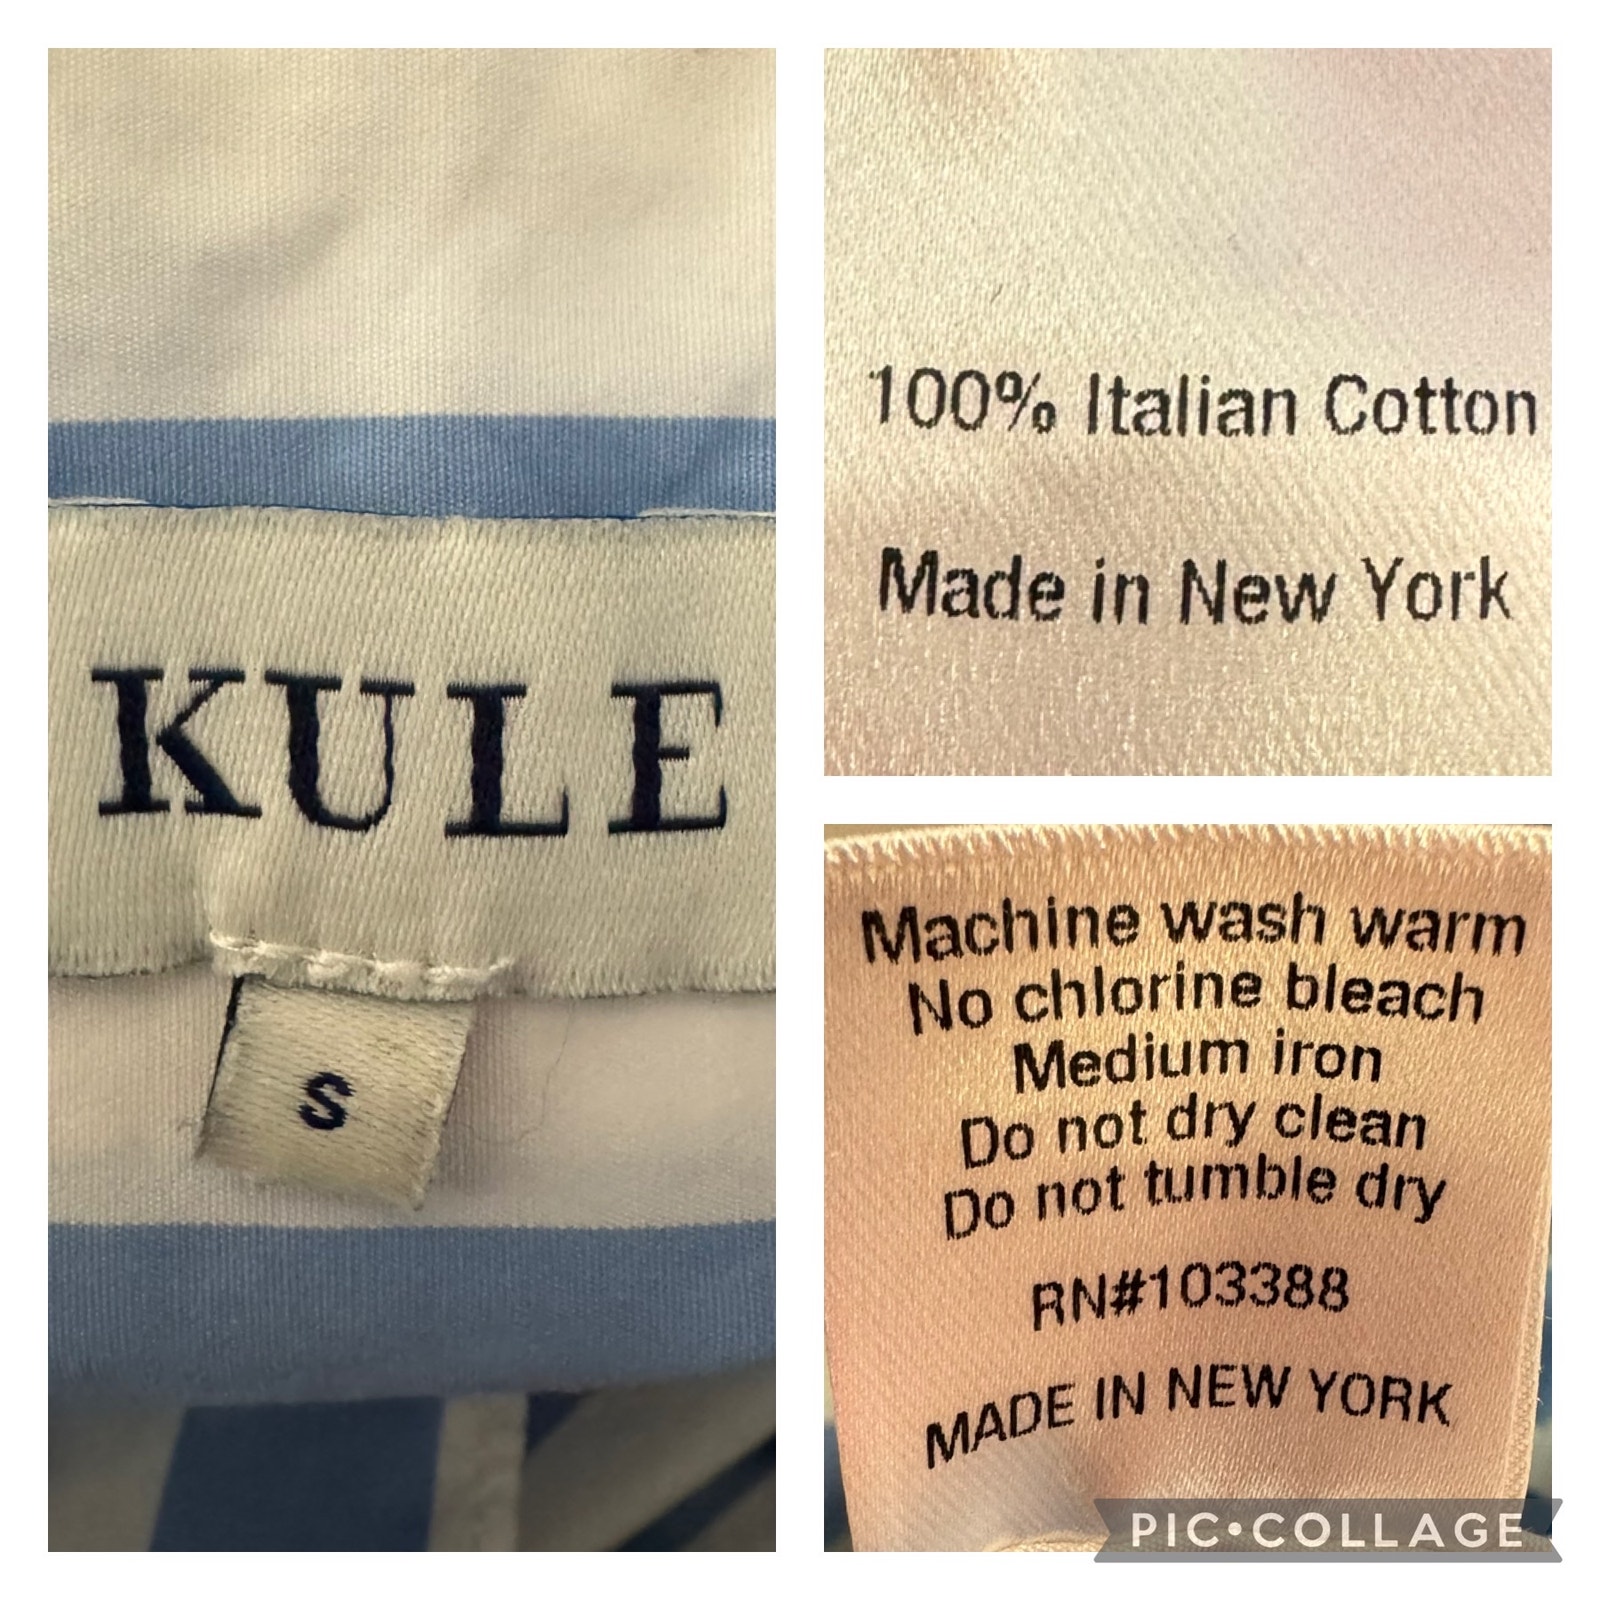 KULE
S
100% Italian Cotton
Made in New York
Machine wash warm
No chlorine bleach
Medium iron
Do not dry clean
Do not tumble dry
RN#103388
MADE IN NEW YORK
PIC•COLLAGE